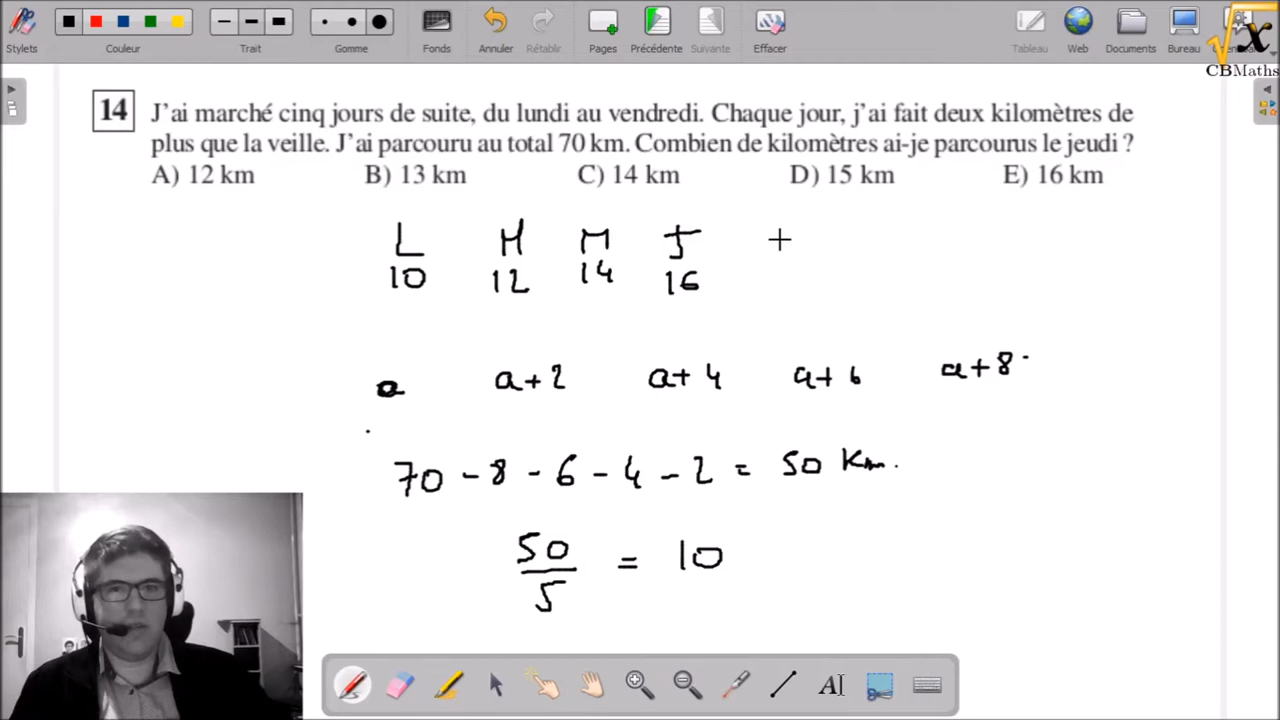 Stylets Couleur Trait Gomme Fonds Annuler Rétablir Pages Précédente Suivante Effacer Tableau Web Documents Bureau
x
CBMaths
14 J'ai marché cinq jours de suite, du lundi au vendredi. Chaque jour, j'ai fait deux kilomètres de
plus que la veille. J'ai parcouru au total 70 km. Combien de kilomètres ai-je parcourus le jeudi ?
A) 12 km B) 13 km C) 14 km D) 15 km E) 16 km
L M M J
10 12 14 16
a a+2 a+4 a+6 a+8
70 - 8 - 6 - 4 - 2 = 50 Km.
50
5
= 10
AI